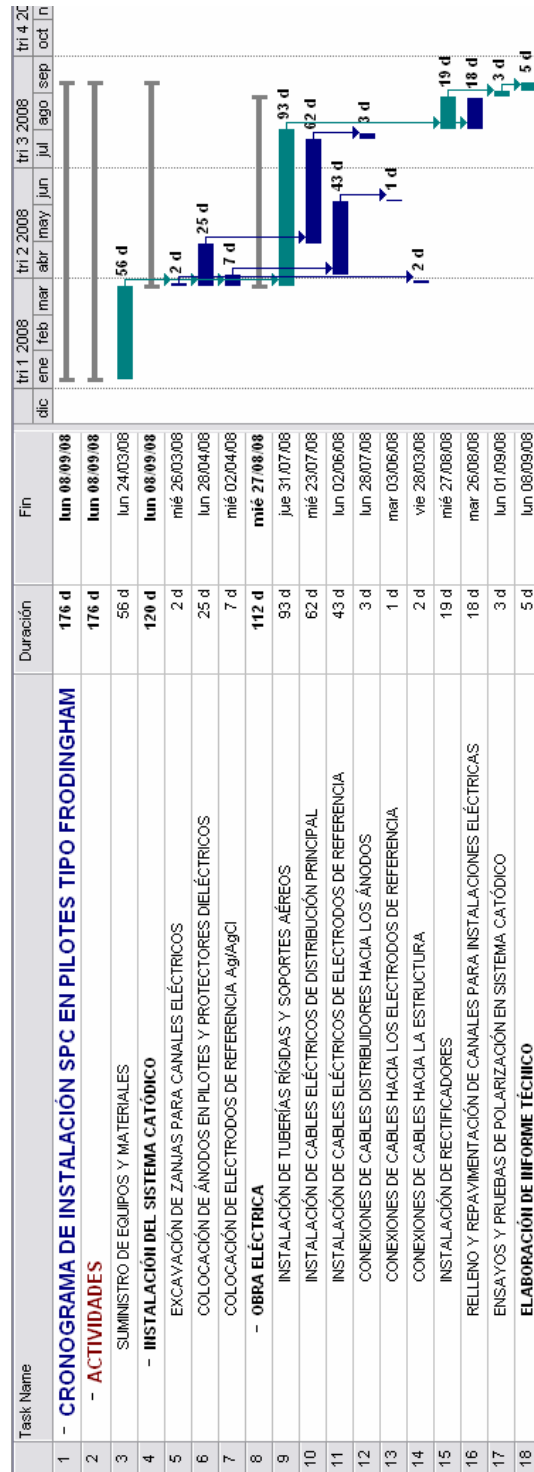 Task Name Duración Fin tri 1 2008 tri 2 2008 tri 3 2008 tri 4 20
dic ene feb mar abr may jun jul ago sep oct n
1 - CRONOGRAMA DE INSTALACIÓN SPC EN PILOTES TIPO FRODINGHAM 176 d lun 08/09/08
2 - ACTIVIDADES 176 d lun 08/09/08
3 SUMINISTRO DE EQUIPOS Y MATERIALES 56 d lun 24/03/08 56 d
4 - INSTALACIÓN DEL SISTEMA CATÓDICO 120 d lun 08/09/08
5 EXCAVACIÓN DE ZANJAS PARA CANALES ELÉCTRICOS 2 d mié 26/03/08 2 d
6 COLOCACIÓN DE ÁNODOS EN PILOTES Y PROTECTORES DIELÉCTRICOS 25 d lun 28/04/08 25 d
7 COLOCACIÓN DE ELECTRODOS DE REFERENCIA Ag/AgCl 7 d mié 02/04/08 7 d
8 - OBRA ELÉCTRICA 112 d mié 27/08/08
9 INSTALACIÓN DE TUBERÍAS RÍGIDAS Y SOPORTES AÉREOS 93 d jue 31/07/08 93 d
10 INSTALACIÓN DE CABLES ELÉCTRICOS DE DISTRIBUCIÓN PRINCIPAL 62 d mié 23/07/08 62 d
11 INSTALACIÓN DE CABLES ELÉCTRICOS DE ELECTRODOS DE REFERENCIA 43 d lun 02/06/08 43 d
12 CONEXIONES DE CABLES DISTRIBUIDORES HACIA LOS ÁNODOS 3 d lun 28/07/08 3 d
13 CONEXIONES DE CABLES HACIA LOS ELECTRODOS DE REFERENCIA 1 d mar 03/06/08 1 d
14 CONEXIONES DE CABLES HACIA LA ESTRUCTURA 2 d vie 28/03/08 2 d
15 INSTALACIÓN DE RECTIFICADORES 19 d mié 27/08/08 19 d
16 RELLENO Y REPAVIMENTACIÓN DE CANALES PARA INSTALACIONES ELÉCTRICAS 18 d mar 26/08/08 18 d
17 ENSAYOS Y PRUEBAS DE POLARIZACIÓN EN SISTEMA CATÓDICO 3 d lun 01/09/08 3 d
18 ELABORACIÓN DE INFORME TÉCNICO 5 d lun 08/09/08 5 d